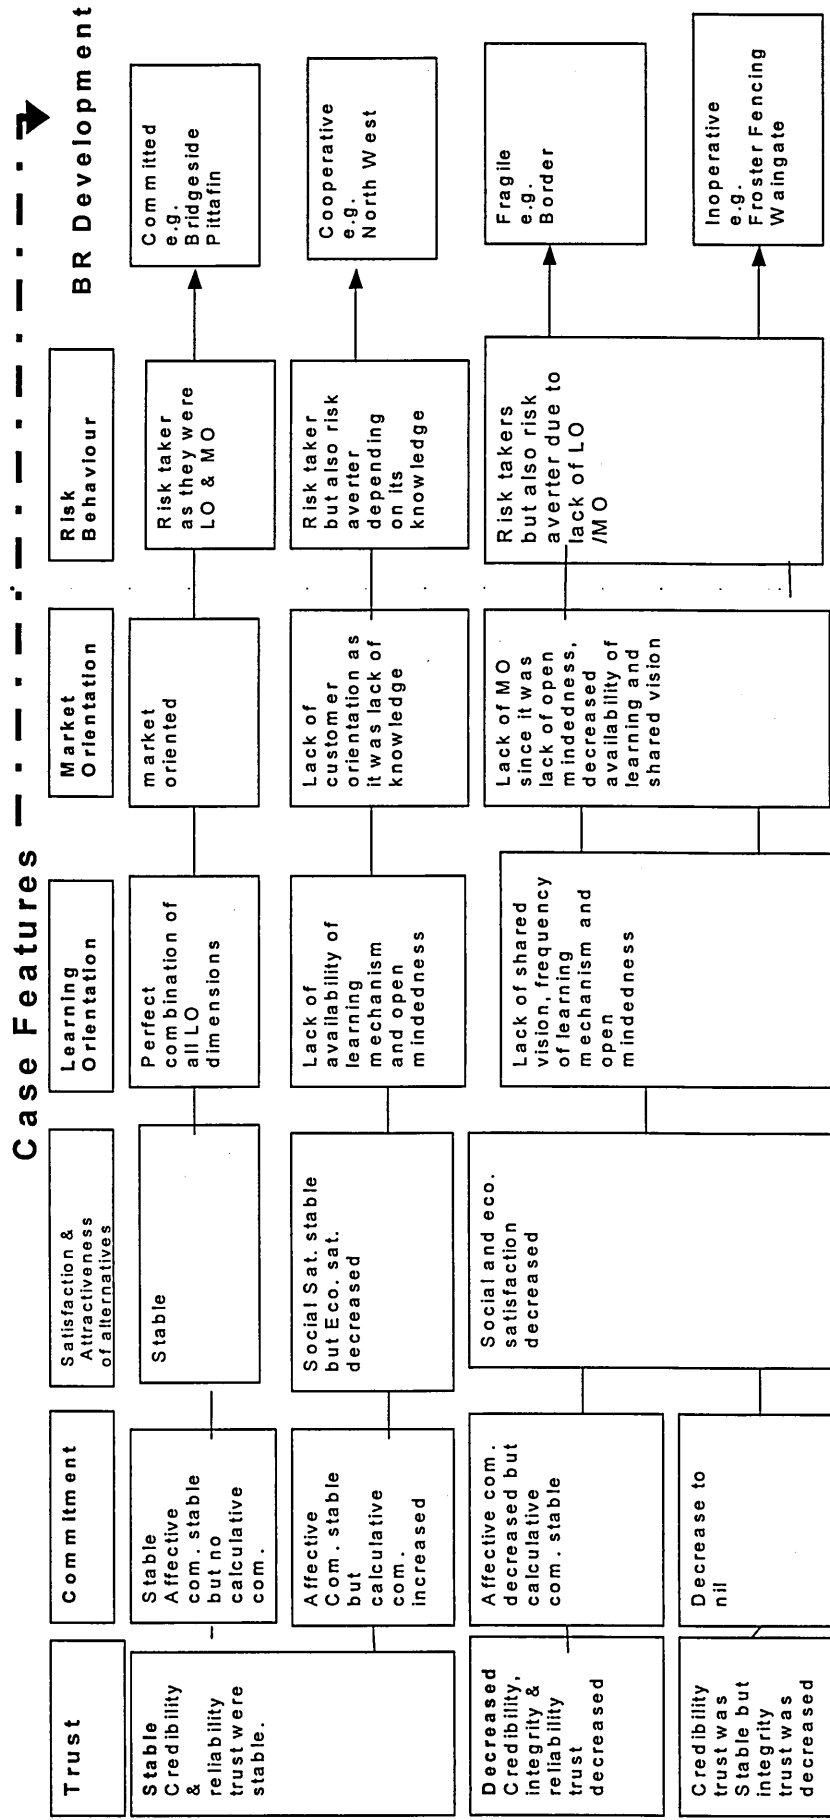 Case Features
BR Development
Trust
Commitment
Satisfaction &
Attractiveness
of alternatives
Learning
Orientation
Market
Orientation
Risk
Behaviour
Stable
Credibility
&
reliability
trust were
stable.
Stable
Affective
com. stable
but no
calculative
com.
Stable
Perfect
combination of
all LO
dimensions
market
oriented
Risk taker
as they were
LO & MO
Committed
e.g.
Bridgeside
Pittafin
Affective
Com. stable
but
calculative
com.
increased
Social Sat. stable
but Eco. sat.
decreased
Lack of
availability of
learning
mechanism
and open
mindedness
Lack of
customer
orientation as
it was lack of
knowledge
Risk taker
but also risk
averter
depending
on its
knowledge
Cooperative
e.g.
North West
Decreased
Credibility,
integrity &
reliability
trust
decreased
Affective com.
decreased but
calculative
com. stable
Social and eco.
satisfaction
decreased
Lack of shared
vision, frequency
of learning
mechanism and
open
mindedness
Lack of MO
since it was
lack of open
mindedness,
decreased
availability of
learning and
shared vision
Risk takers
but also risk
averter due to
lack of LO
/MO
Fragile
e.g.
Border
Credibility
trust was
Stable but
integrity
trust was
decreased
Decrease to
nil
Inoperative
e.g.
Froster Fencing
Waingate